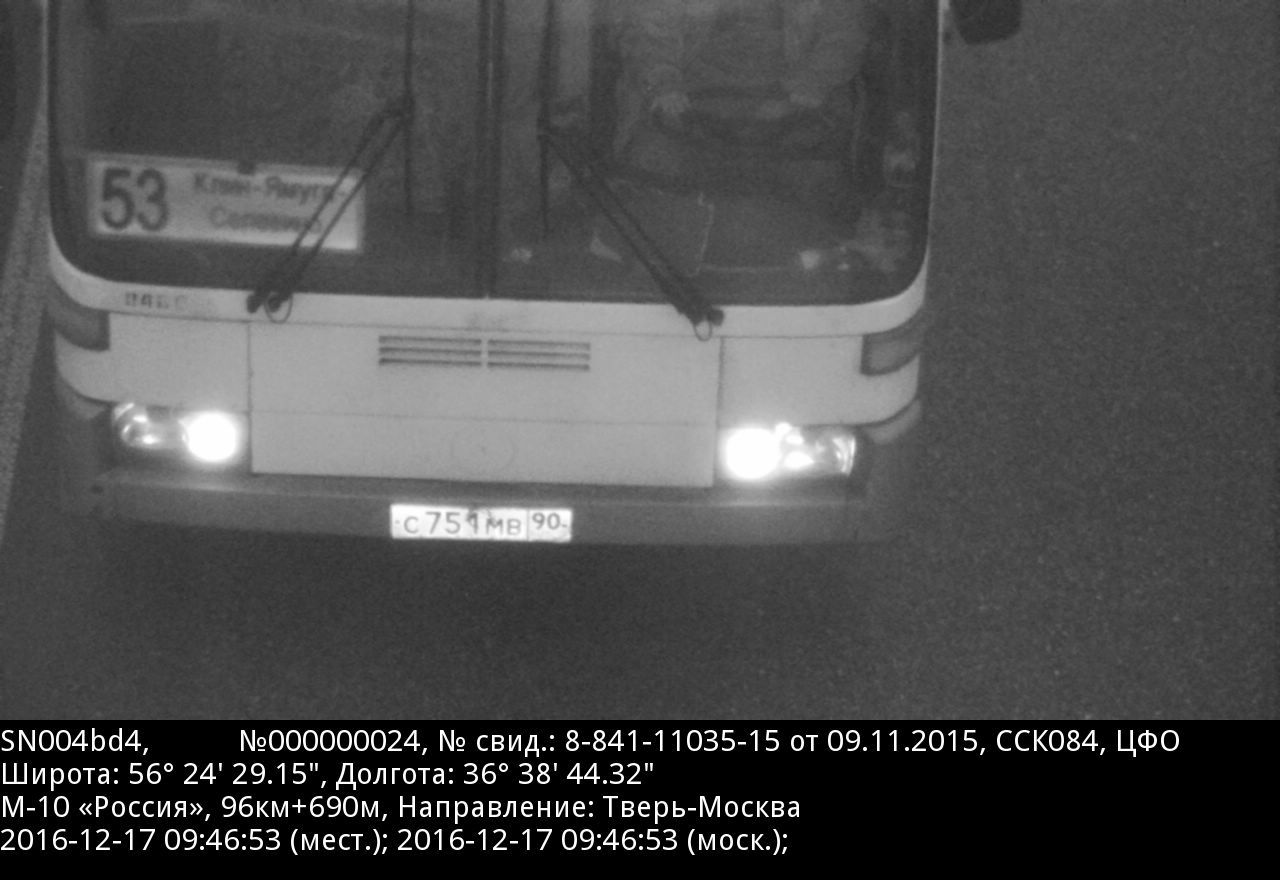 53
Клин-Ямуга-
С751МВ 90
SN004bd4, №000000024, № свид.: 8-841-11035-15 от 09.11.2015, ССК084, ЦФО
Широта: 56° 24' 29.15", Долгота: 36° 38' 44.32"
М-10 «Россия», 96км+690м, Направление: Тверь-Москва
2016-12-17 09:46:53 (мест.); 2016-12-17 09:46:53 (моск.);